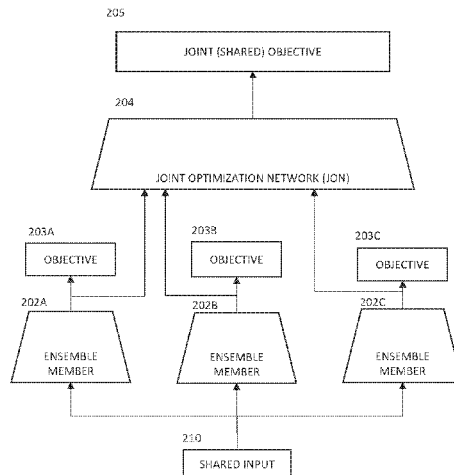 205
JOINT (SHARED) OBJECTIVE
204
JOINT OPTIMIZATION NETWORK (JON)
203A
203B
203C
OBJECTIVE
OBJECTIVE
OBJECTIVE
202A
202B
202C
ENSEMBLE
MEMBER
ENSEMBLE
MEMBER
ENSEMBLE
MEMBER
210
SHARED INPUT